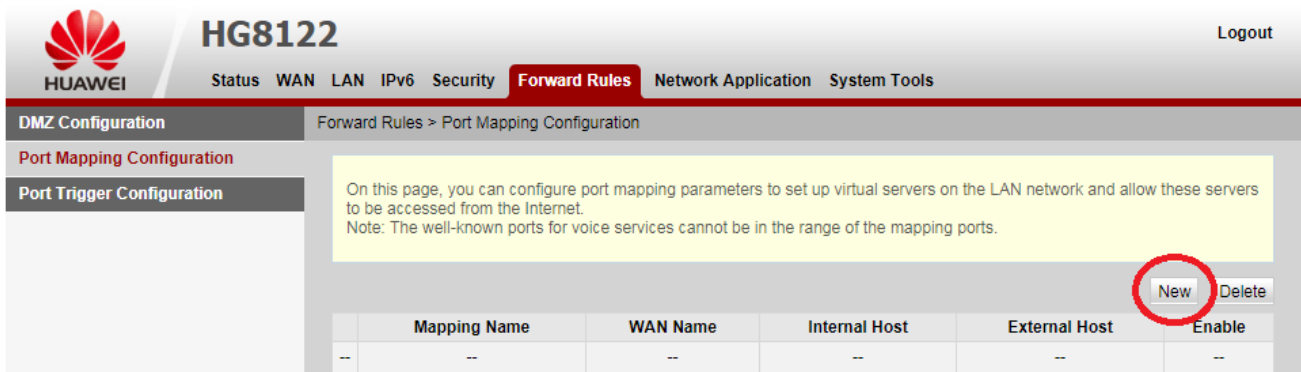 HG8122
Logout
HUAWEI
Status WAN LAN IPv6 Security Forward Rules Network Application System Tools
DMZ Configuration
Forward Rules > Port Mapping Configuration
Port Mapping Configuration
Port Trigger Configuration
On this page, you can configure port mapping parameters to set up virtual servers on the LAN network and allow these servers
to be accessed from the Internet.
Note: The well-known ports for voice services cannot be in the range of the mapping ports.
New Delete
Mapping Name WAN Name Internal Host External Host Enable
-- -- -- -- -- --